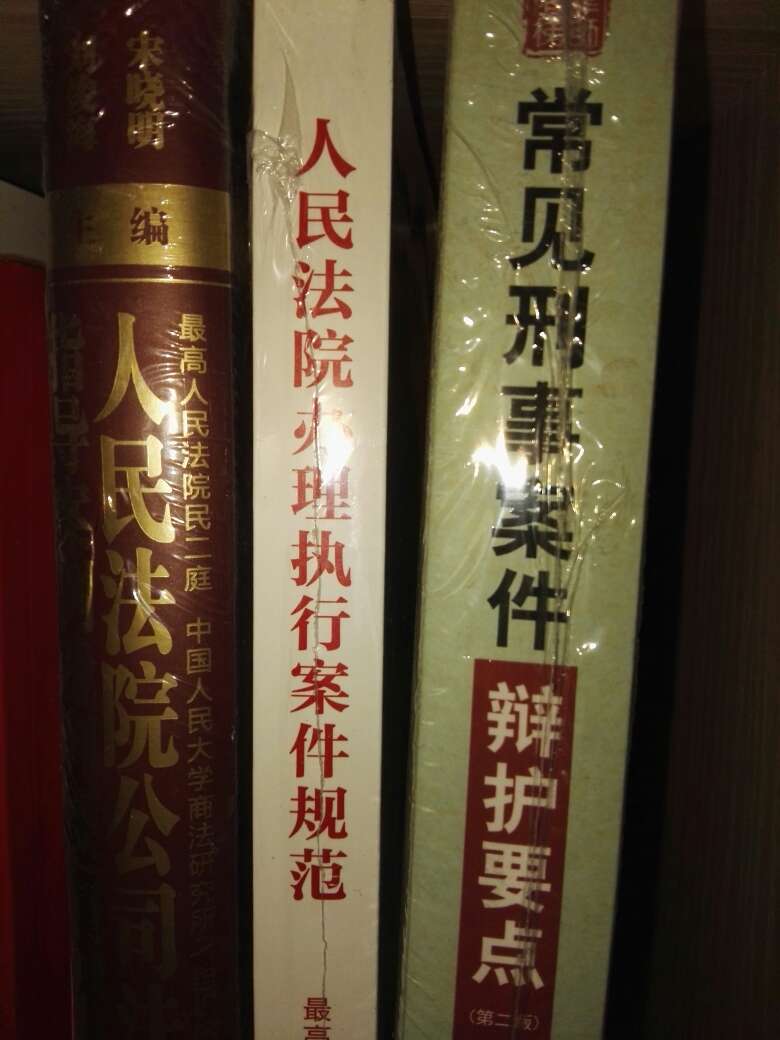 宋晓明
主编
最高人民法院民二庭 中国人民大学商法研究所
人民法院公司法
人民法院办理执行案件规范
最高
常见刑事案件
辩护要点
(第二版)